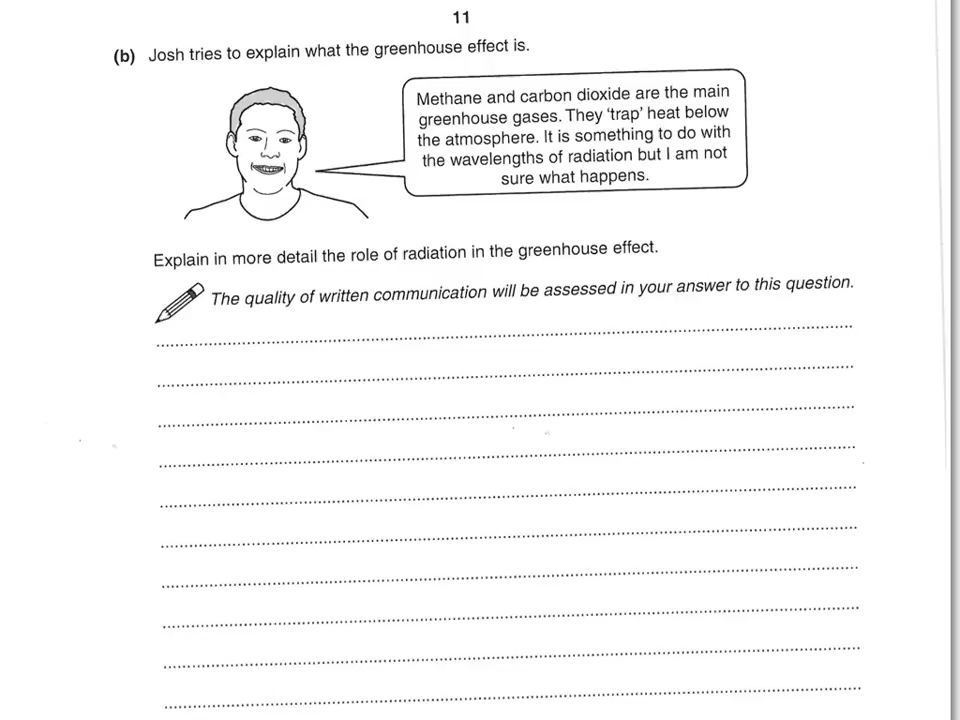 11
(b) Josh tries to explain what the greenhouse effect is.
Methane and carbon dioxide are the main
greenhouse gases. They ‘trap’ heat below
the atmosphere. It is something to do with
the wavelengths of radiation but I am not
sure what happens.
Explain in more detail the role of radiation in the greenhouse effect.
The quality of written communication will be assessed in your answer to this question.